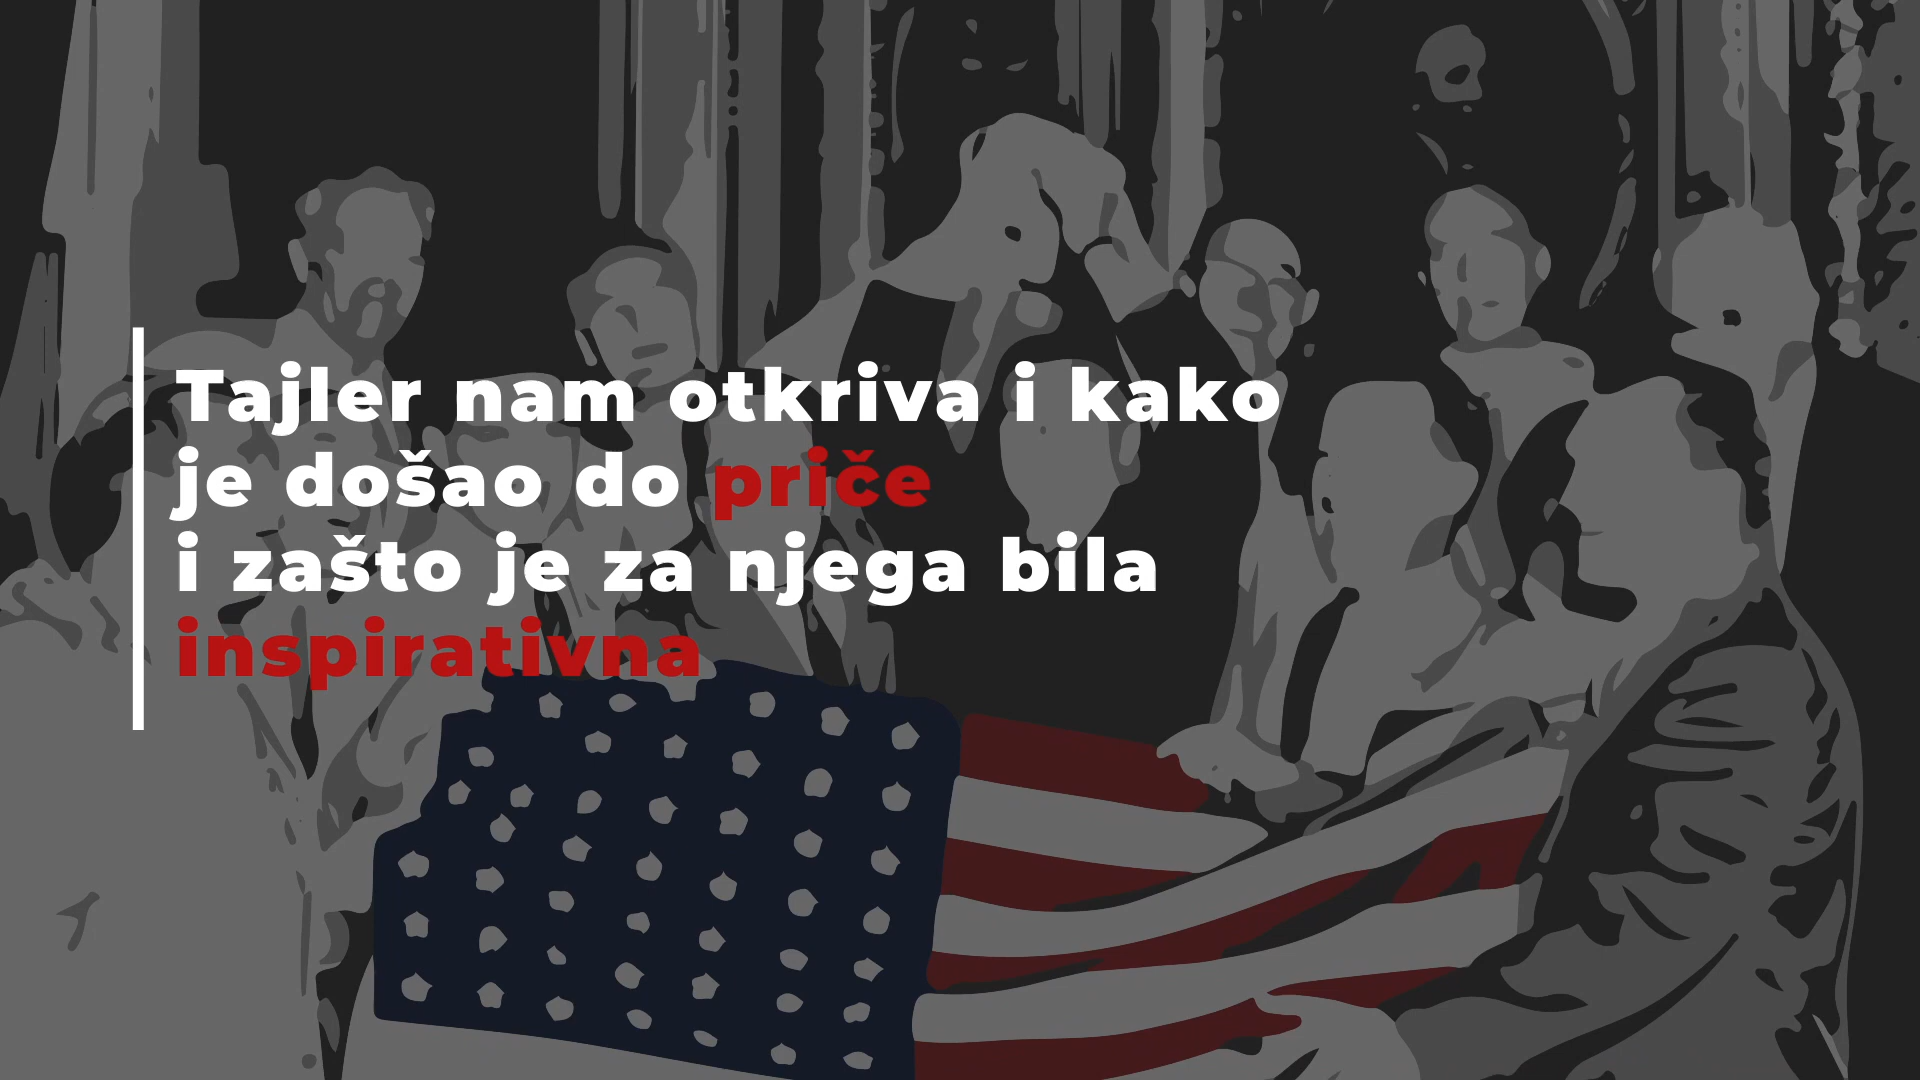 Tajler nam otkriva i kako
je došao do priče
i zašto je za njega bila
inspirativna